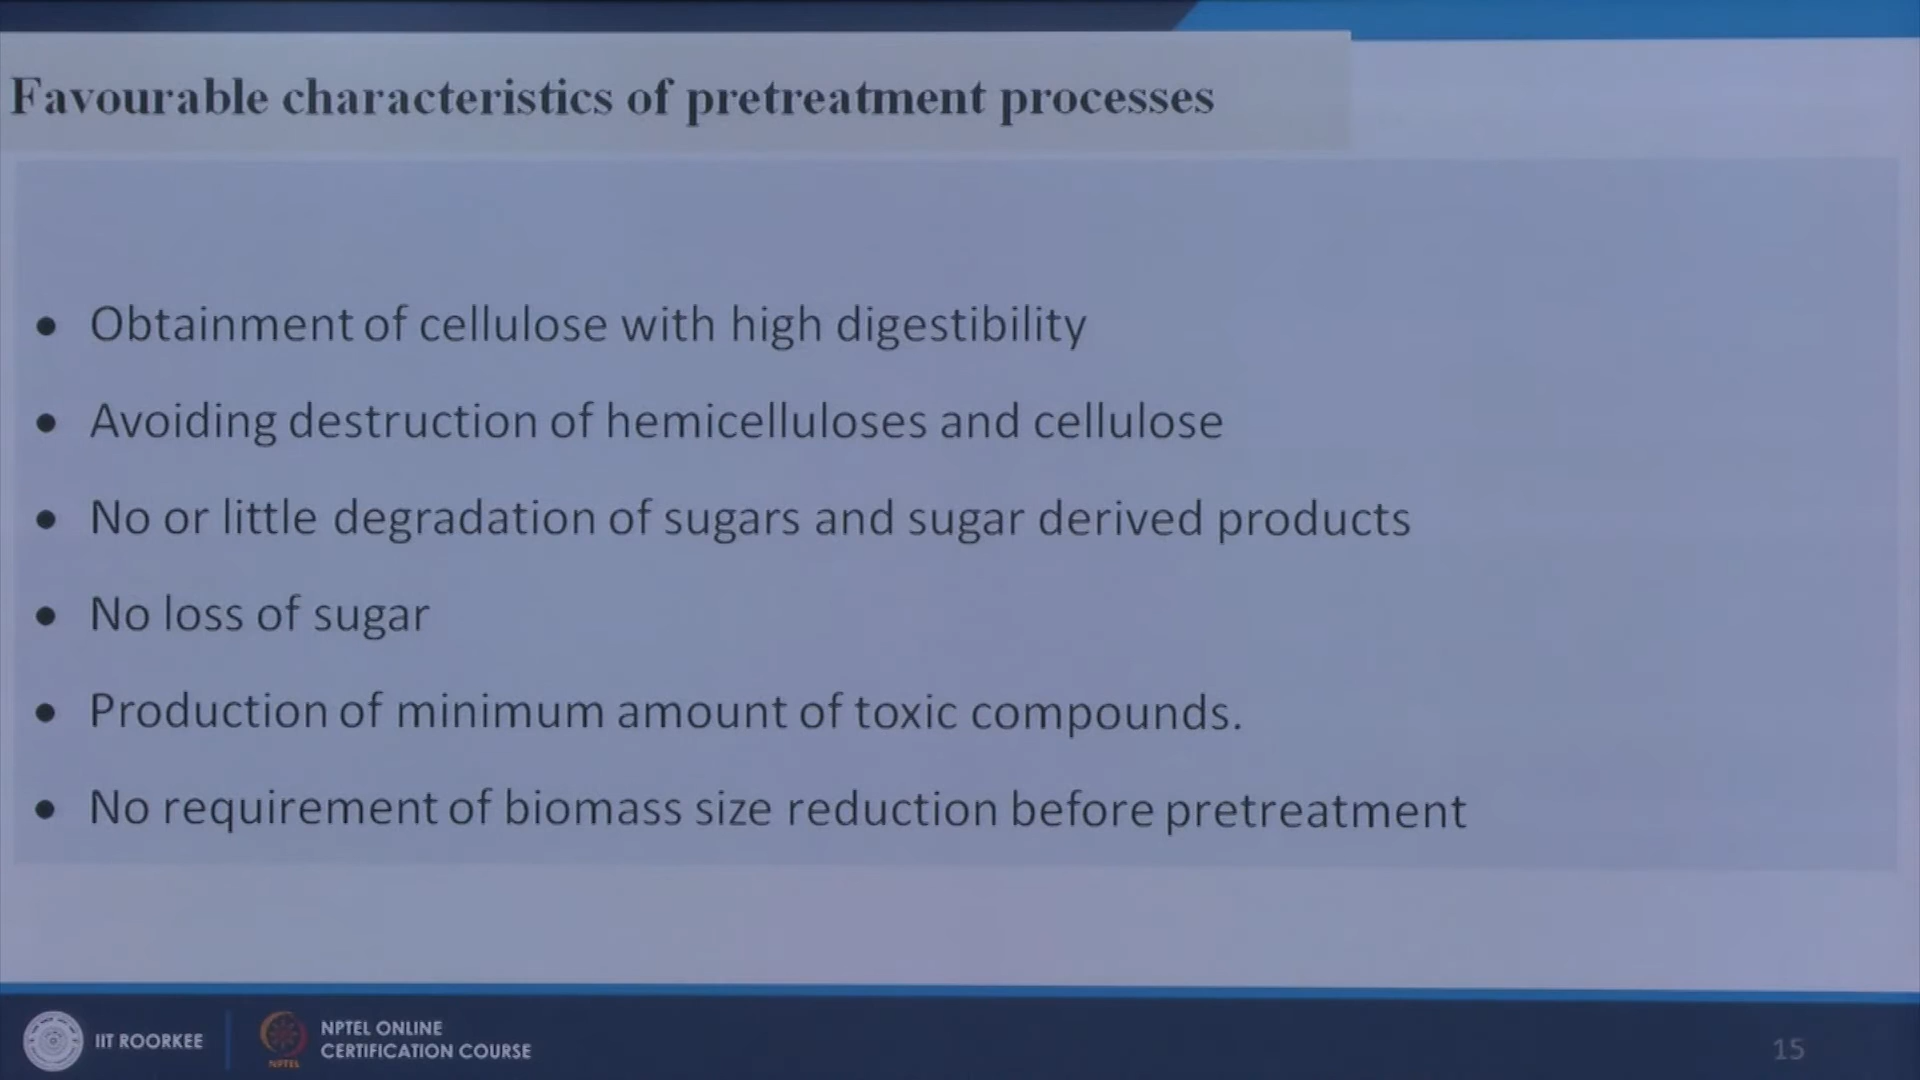 Favourable characteristics of pretreatment processes
• Obtainment of cellulose with high digestibility
• Avoiding destruction of hemicelluloses and cellulose
• No or little degradation of sugars and sugar derived products
• No loss of sugar
• Production of minimum amount of toxic compounds.
• No requirement of biomass size reduction before pretreatment
IIT ROORKEE
NPTEL
NPTEL ONLINE
CERTIFICATION COURSE
15